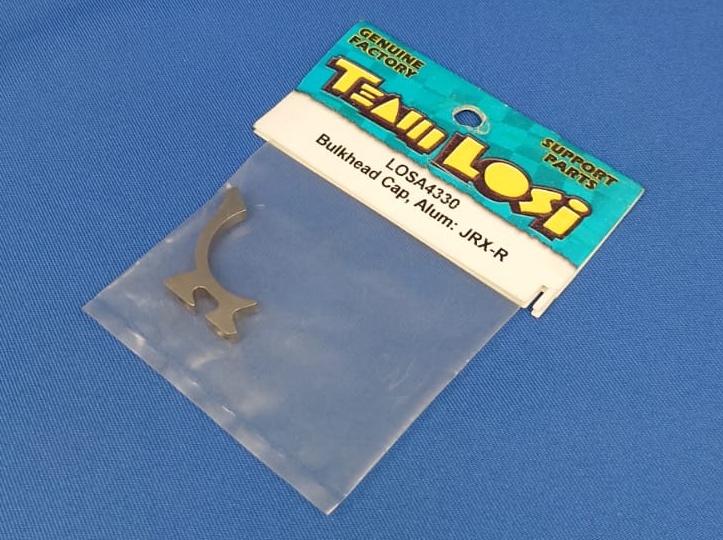 GENUINE
FACTORY
TEAM LOSI
SUPPORT
PARTS
LOSA4330
Bulkhead Cap, Alum: JRX-R